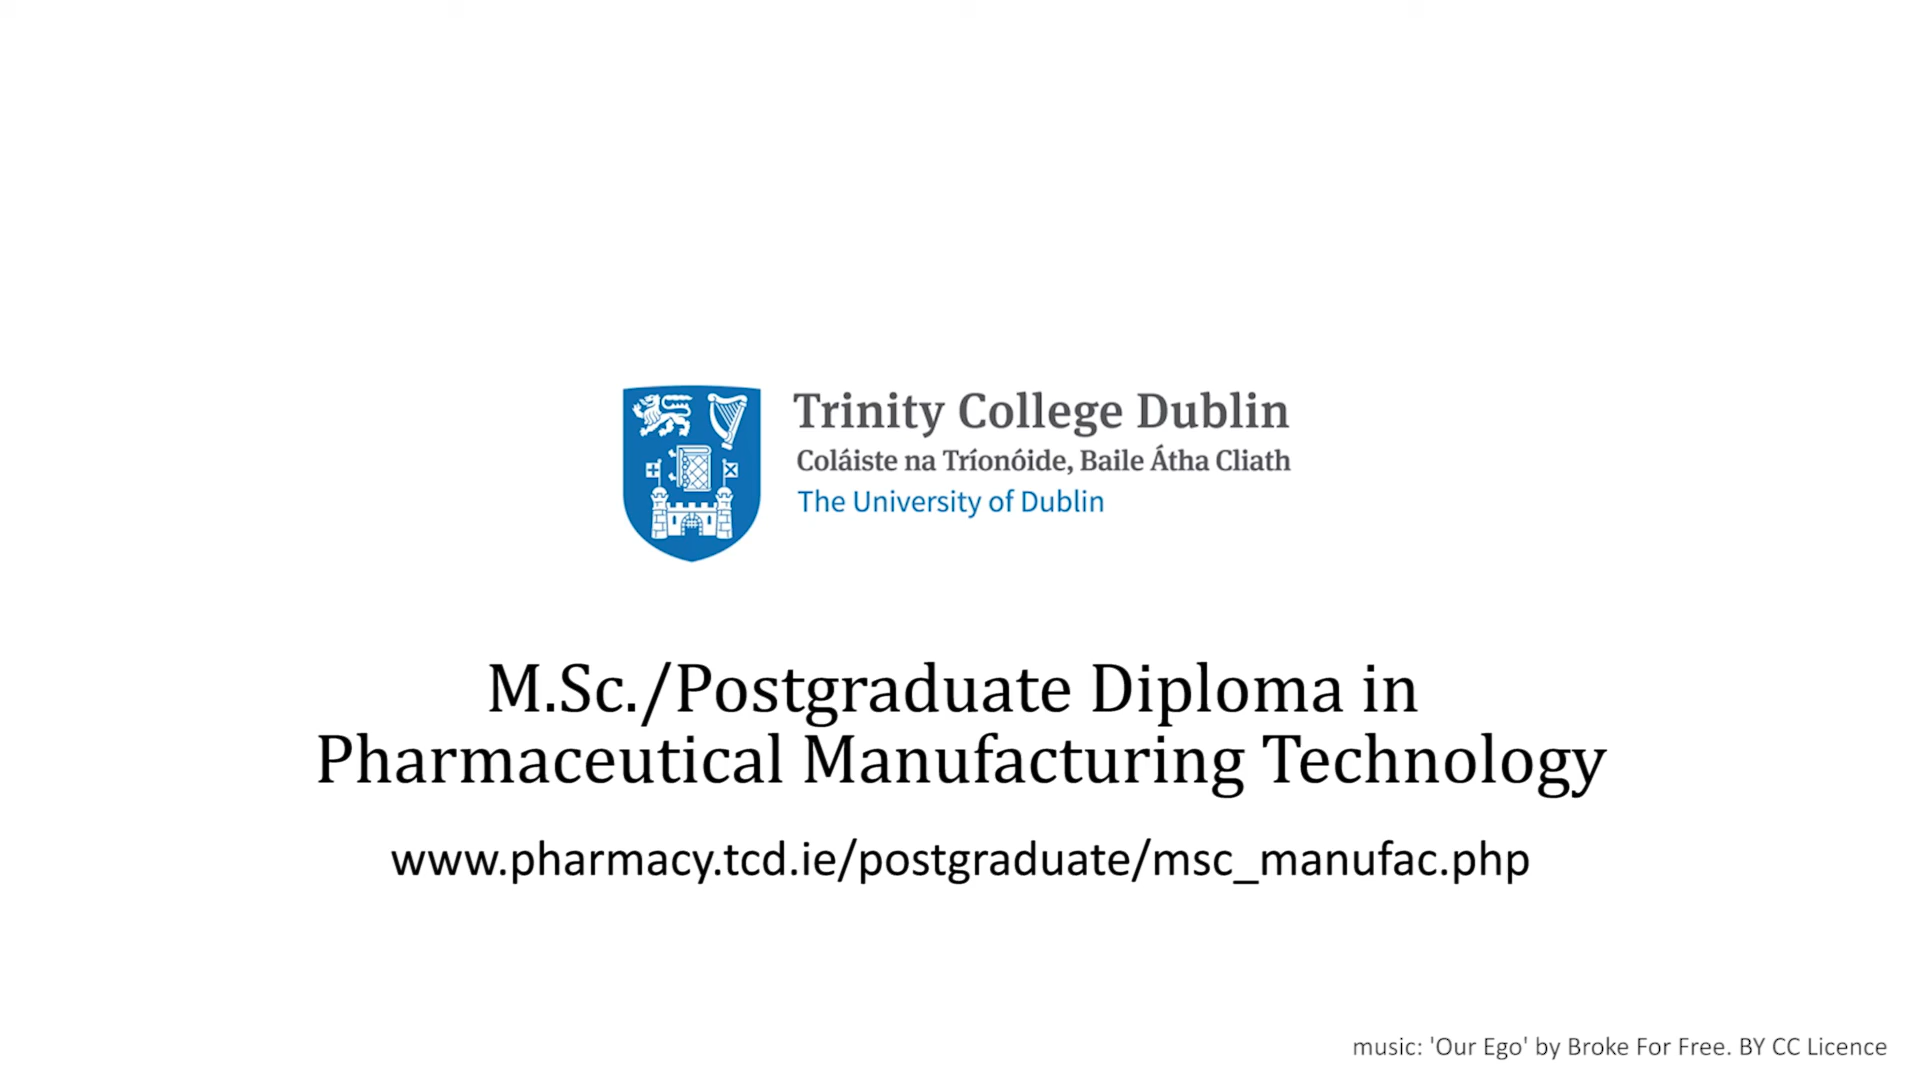 Trinity College Dublin
Coláiste na Tríonóide, Baile Átha Cliath
The University of Dublin
M.Sc./Postgraduate Diploma in
Pharmaceutical Manufacturing Technology
www.pharmacy.tcd.ie/postgraduate/msc_manufac.php
music: 'Our Ego' by Broke For Free. BY CC Licence